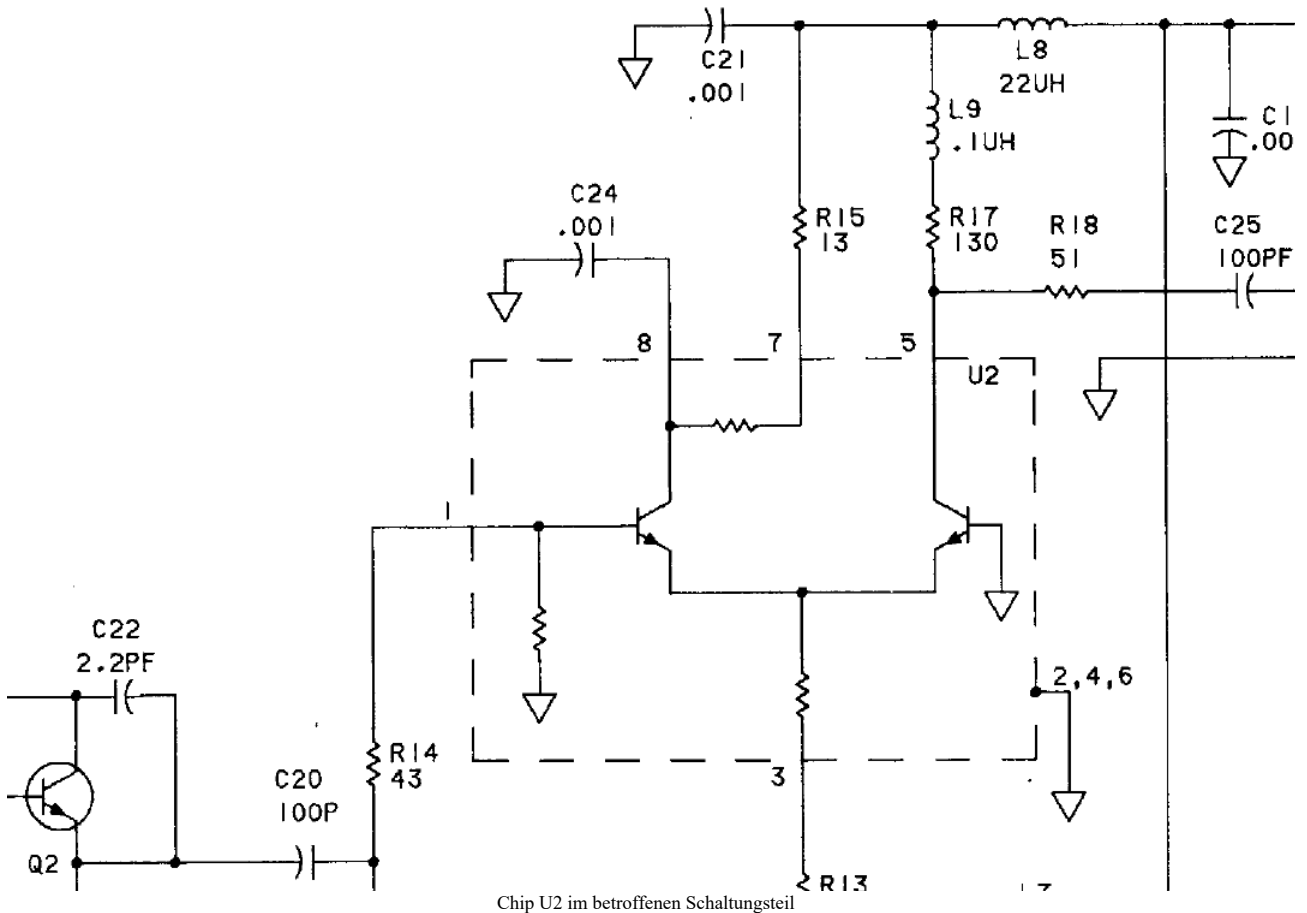 C21
.001
L8
22UH
L9
.1UH
C1
.00
C24
.001
R15
13
R17
130
R18
51
C25
100PF
8
7
5
U2
1
C22
2.2PF
2,4,6
R14
43
3
C20
100P
Q2
R13
Chip U2 im betroffenen Schaltungsteil